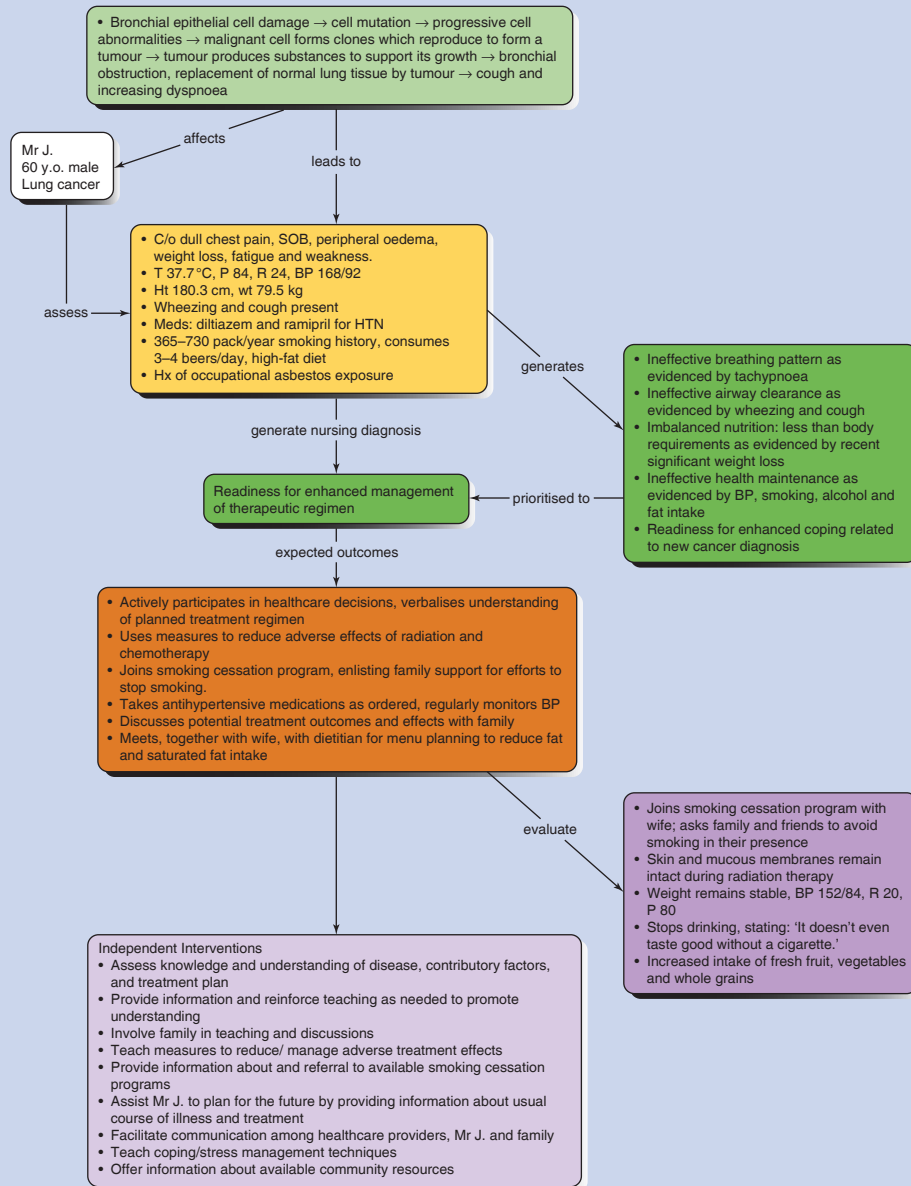 • Bronchial epithelial cell damage → cell mutation → progressive cell
abnormalities → malignant cell forms clones which reproduce to form a
tumour → tumour produces substances to support its growth → bronchial
obstruction, replacement of normal lung tissue by tumour → cough and
increasing dyspnoea
affects
Mr J.
60 y.o. male
Lung cancer
leads to
• C/o dull chest pain, SOB, peripheral oedema,
weight loss, fatigue and weakness.
• T 37.7 °C, P 84, R 24, BP 168/92
• Ht 180.3 cm, wt 79.5 kg
• Wheezing and cough present
• Meds: diltiazem and ramipril for HTN
• 365–730 pack/year smoking history, consumes
3–4 beers/day, high-fat diet
• Hx of occupational asbestos exposure
assess
generates
• Ineffective breathing pattern as
evidenced by tachypnoea
• Ineffective airway clearance as
evidenced by wheezing and cough
• Imbalanced nutrition: less than body
requirements as evidenced by recent
significant weight loss
• Ineffective health maintenance as
evidenced by BP, smoking, alcohol and
fat intake
• Readiness for enhanced coping related
to new cancer diagnosis
generate nursing diagnosis
Readiness for enhanced management
of therapeutic regimen
prioritised to
expected outcomes
• Actively participates in healthcare decisions, verbalises understanding
of planned treatment regimen
• Uses measures to reduce adverse effects of radiation and
chemotherapy
• Joins smoking cessation program, enlisting family support for efforts to
stop smoking.
• Takes antihypertensive medications as ordered, regularly monitors BP
• Discusses potential treatment outcomes and effects with family
• Meets, together with wife, with dietitian for menu planning to reduce fat
and saturated fat intake
evaluate
• Joins smoking cessation program with
wife; asks family and friends to avoid
smoking in their presence
• Skin and mucous membranes remain
intact during radiation therapy
• Weight remains stable, BP 152/84, R 20,
P 80
• Stops drinking, stating: ‘It doesn’t even
taste good without a cigarette.’
• Increased intake of fresh fruit, vegetables
and whole grains
Independent Interventions
• Assess knowledge and understanding of disease, contributory factors,
and treatment plan
• Provide information and reinforce teaching as needed to promote
understanding
• Involve family in teaching and discussions
• Teach measures to reduce/ manage adverse treatment effects
• Provide information about and referral to available smoking cessation
programs
• Assist Mr J. to plan for the future by providing information about usual
course of illness and treatment
• Facilitate communication among healthcare providers, Mr J. and family
• Teach coping/stress management techniques
• Offer information about available community resources